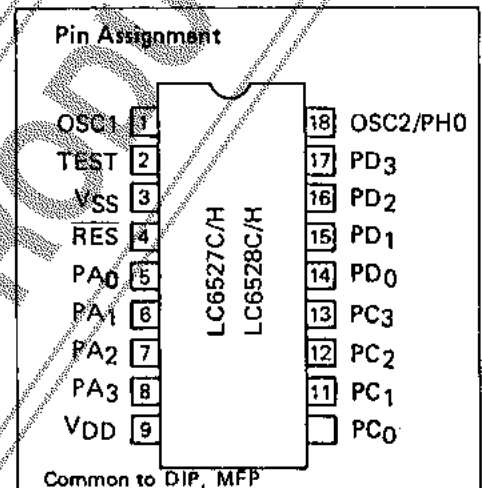 Pin Assignment
OSC1 1 18 OSC2/PH0
TEST 2 17 PD3
VSS 3 16 PD2
RES 4 15 PD1
PA0 5 14 PD0
PA1 6 13 PC3
PA2 7 12 PC2
PA3 8 11 PC1
VDD 9 PC0
LC6527C/H
LC6528C/H
Common to DIP, MFP